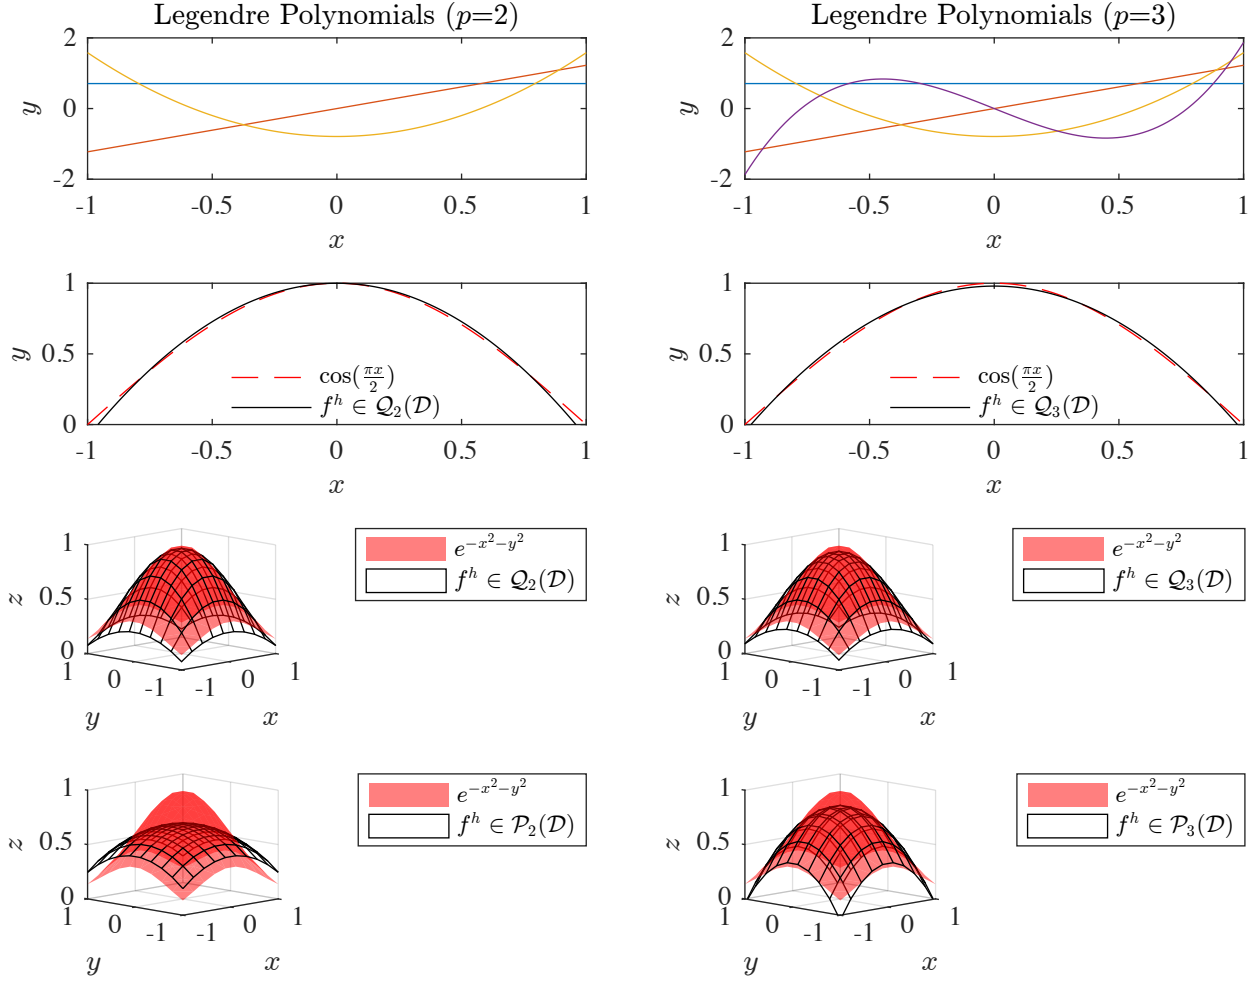 Legendre Polynomials (p=2)
2
0
-2
y
-1
-0.5
0
0.5
1
x
Legendre Polynomials (p=3)
2
0
-2
y
-1
-0.5
0
0.5
1
x
1
0.5
0
y
cos(πx/2)
f^h ∈ 𝒬_2(𝒟)
-1
-0.5
0
0.5
1
x
1
0.5
0
y
cos(πx/2)
f^h ∈ 𝒬_3(𝒟)
-1
-0.5
0
0.5
1
x
1
0.5
0
z
1
0
-1
y
-1
0
1
x
e^{-x^2-y^2}
f^h ∈ 𝒬_2(𝒟)
1
0.5
0
z
1
0
-1
y
-1
0
1
x
e^{-x^2-y^2}
f^h ∈ 𝒬_3(𝒟)
1
0.5
0
z
1
0
-1
y
-1
0
1
x
e^{-x^2-y^2}
f^h ∈ 𝒫_2(𝒟)
1
0.5
0
z
1
0
-1
y
-1
0
1
x
e^{-x^2-y^2}
f^h ∈ 𝒫_3(𝒟)